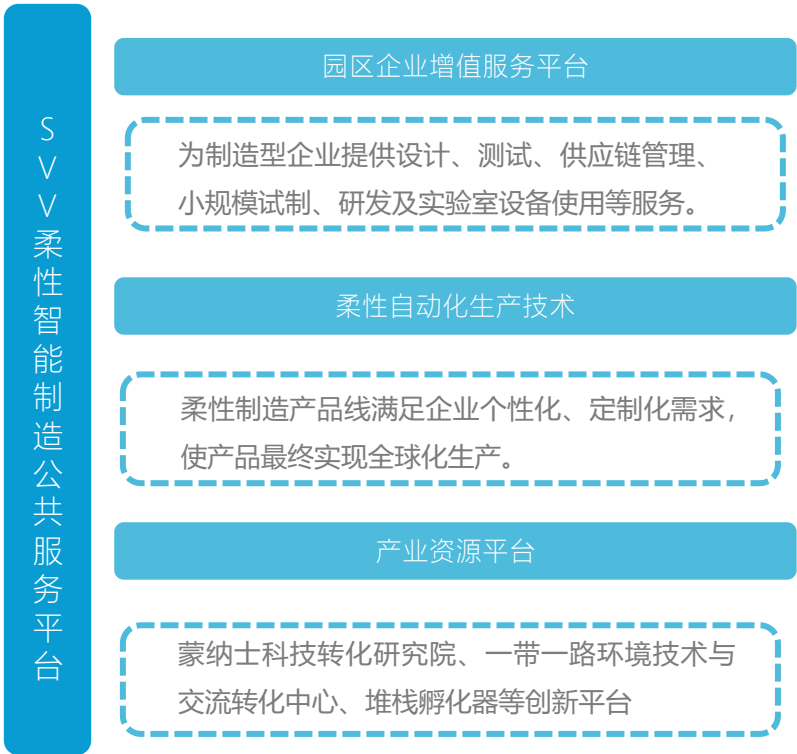 SVV柔性智能制造公共服务平台
园区企业增值服务平台
为制造型企业提供设计、测试、供应链管理、
小规模试制、研发及实验室设备使用等服务。
柔性自动化生产技术
柔性制造产品线满足企业个性化、定制化需求，
使产品最终实现全球化生产。
产业资源平台
蒙纳士科技转化研究院、一带一路环境技术与
交流转化中心、堆栈孵化器等创新平台